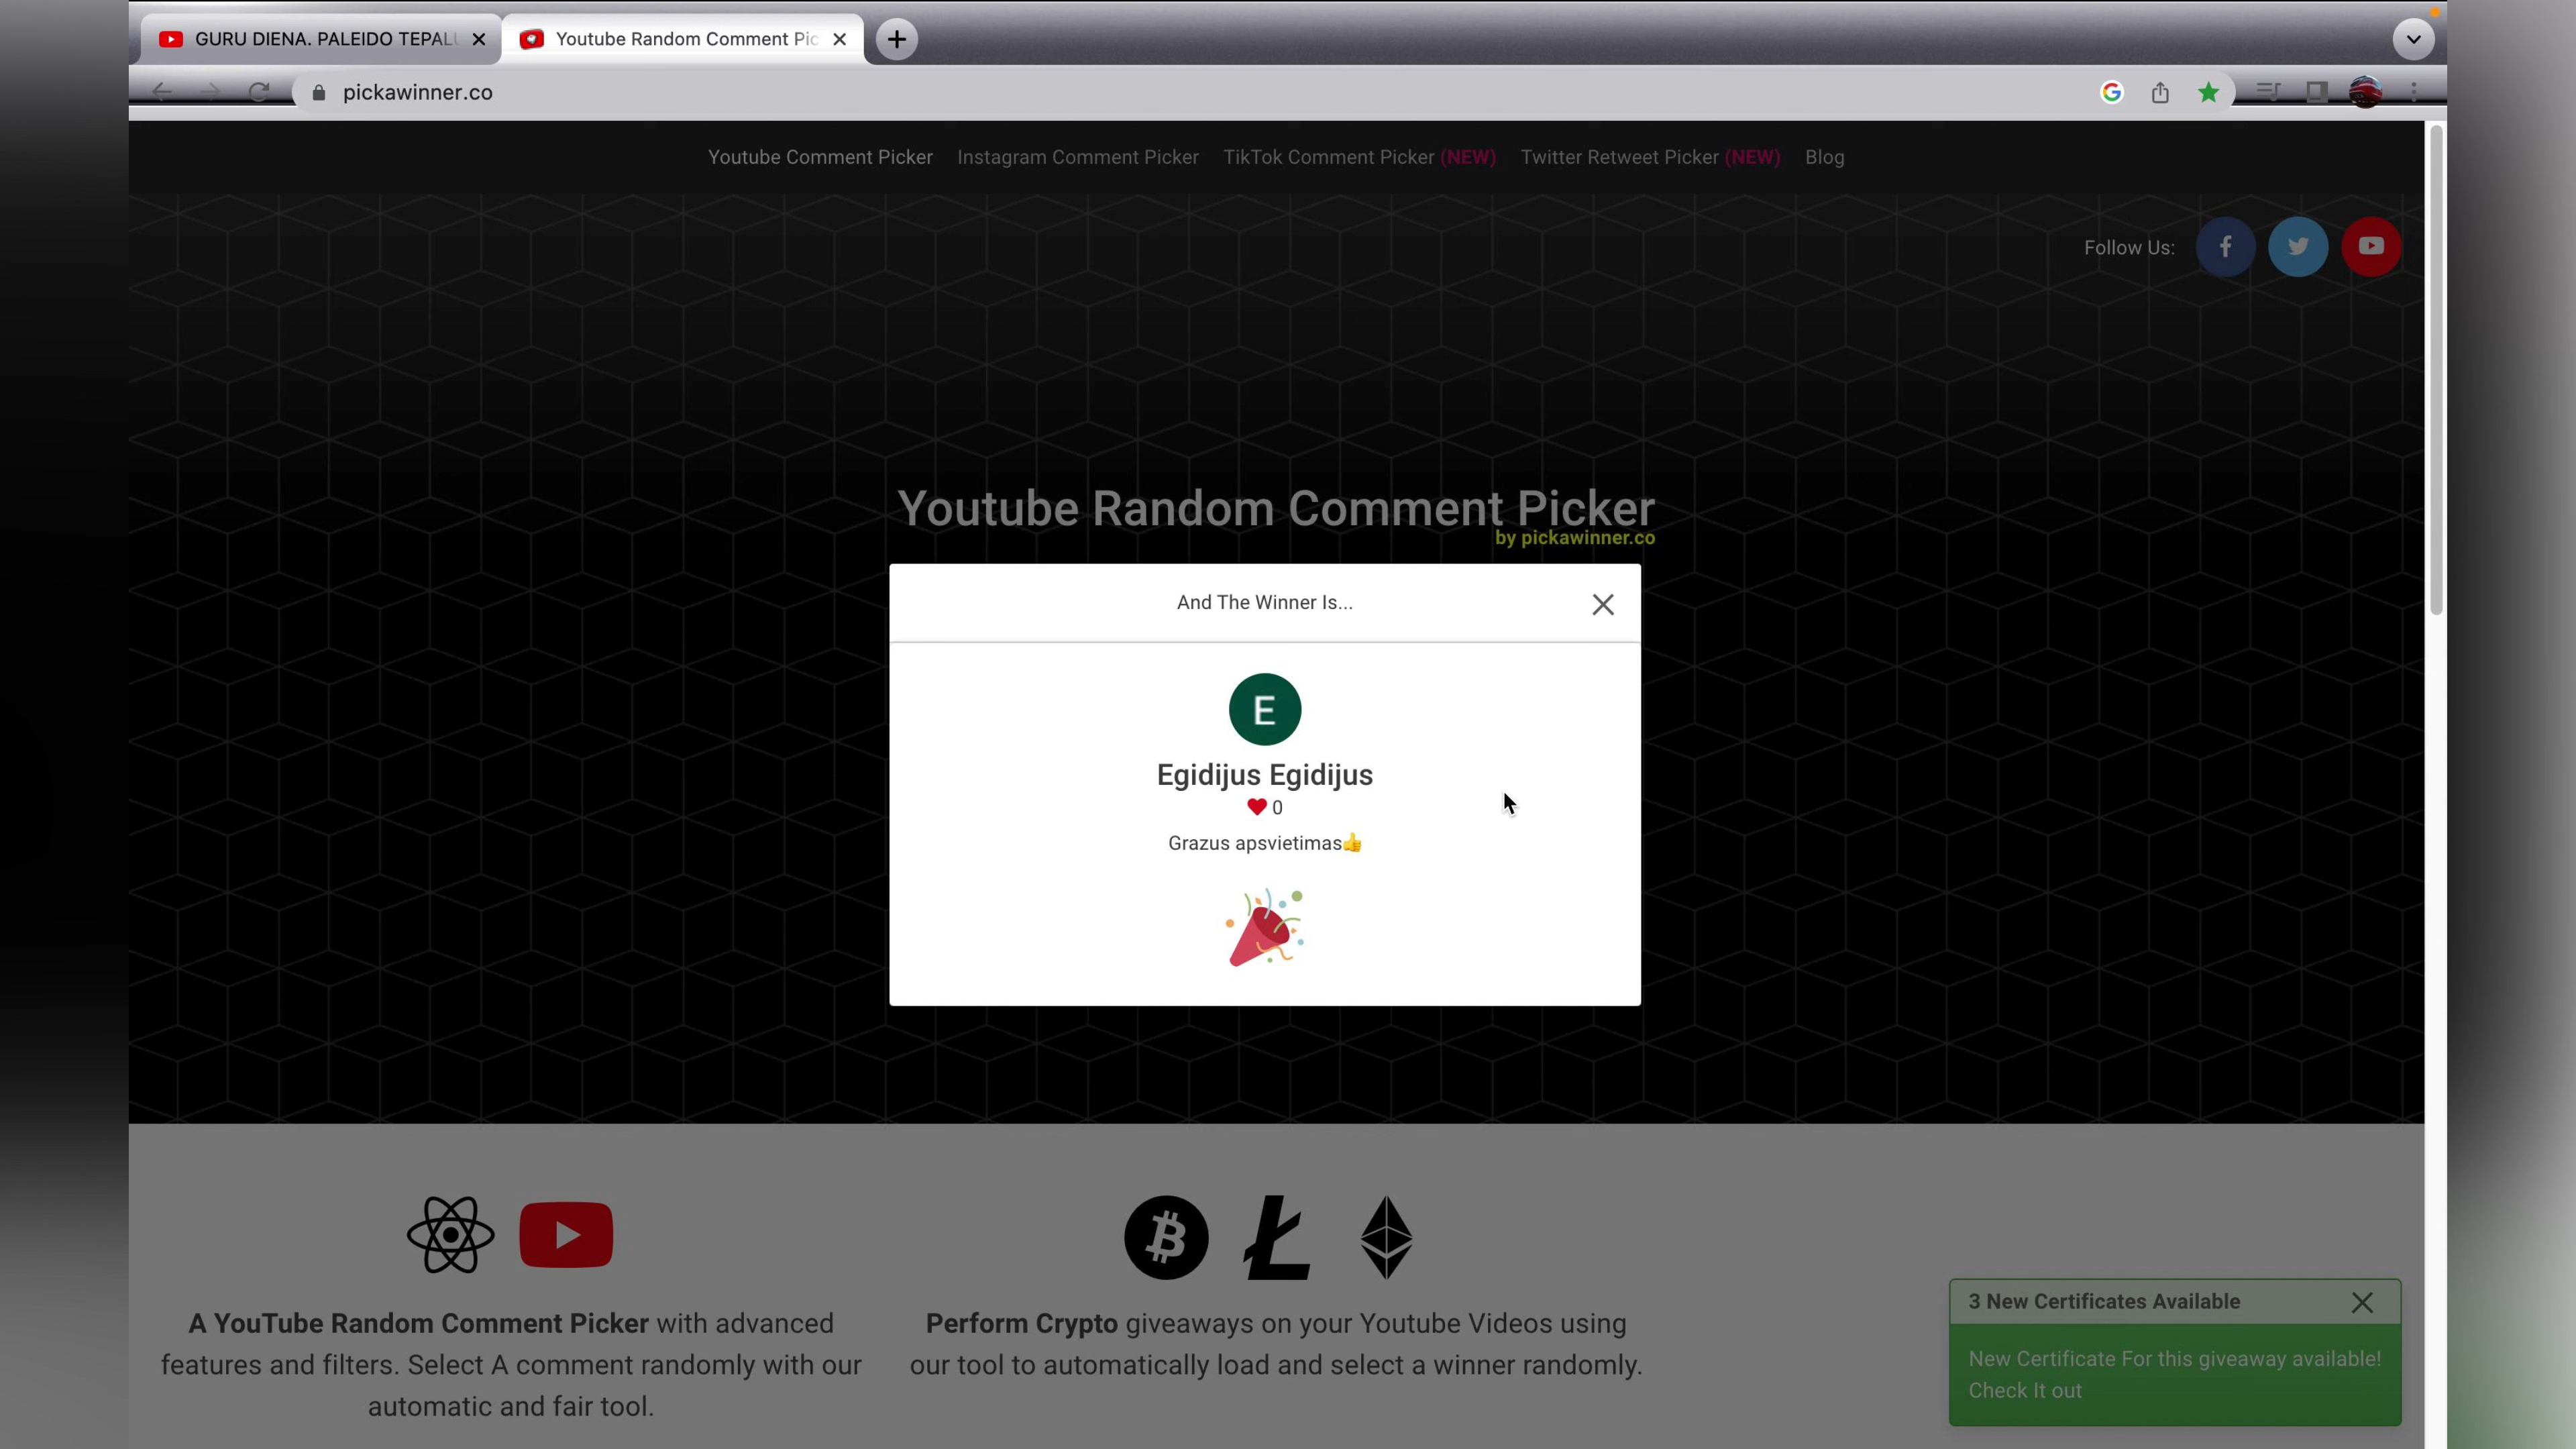 GURU DIENA. PALEIDO TEPAL
Youtube Random Comment Pic
pickawinner.co
Youtube Comment Picker Instagram Comment Picker TikTok Comment Picker (NEW) Twitter Retweet Picker (NEW) Blog
Follow Us:
Youtube Random Comment Picker
by pickawinner.co
And The Winner Is...
E
Egidijus Egidijus
0
Grazus apsvietimas👍
A YouTube Random Comment Picker with advanced
features and filters. Select A comment randomly with our
automatic and fair tool.
Perform Crypto giveaways on your Youtube Videos using
our tool to automatically load and select a winner randomly.
3 New Certificates Available
New Certificate For this giveaway available!
Check It out